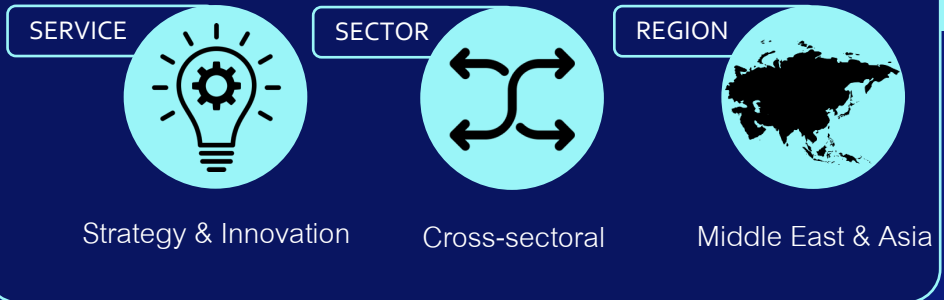 SERVICE
SECTOR
REGION
Strategy & Innovation
Cross-sectoral
Middle East & Asia